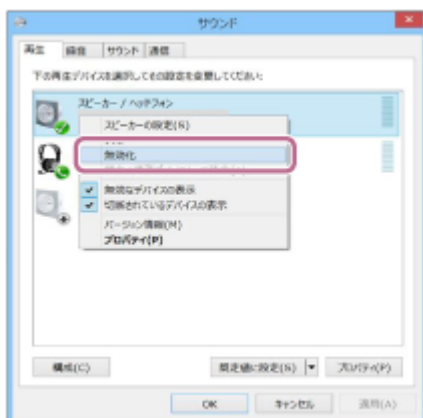 サウンド
再生 録音 サウンド 通信
下の再生デバイスを選択してその設定を変更してください:
スピーカー / ヘッドフォン
スピーカーの設定(S)
無効化
無効なデバイスの表示
切断されているデバイスの表示
バージョン情報(M)
プロパティ(P)
構成(C)
既定値に設定(S)
プロパティ(P)
OK
キャンセル
適用(A)